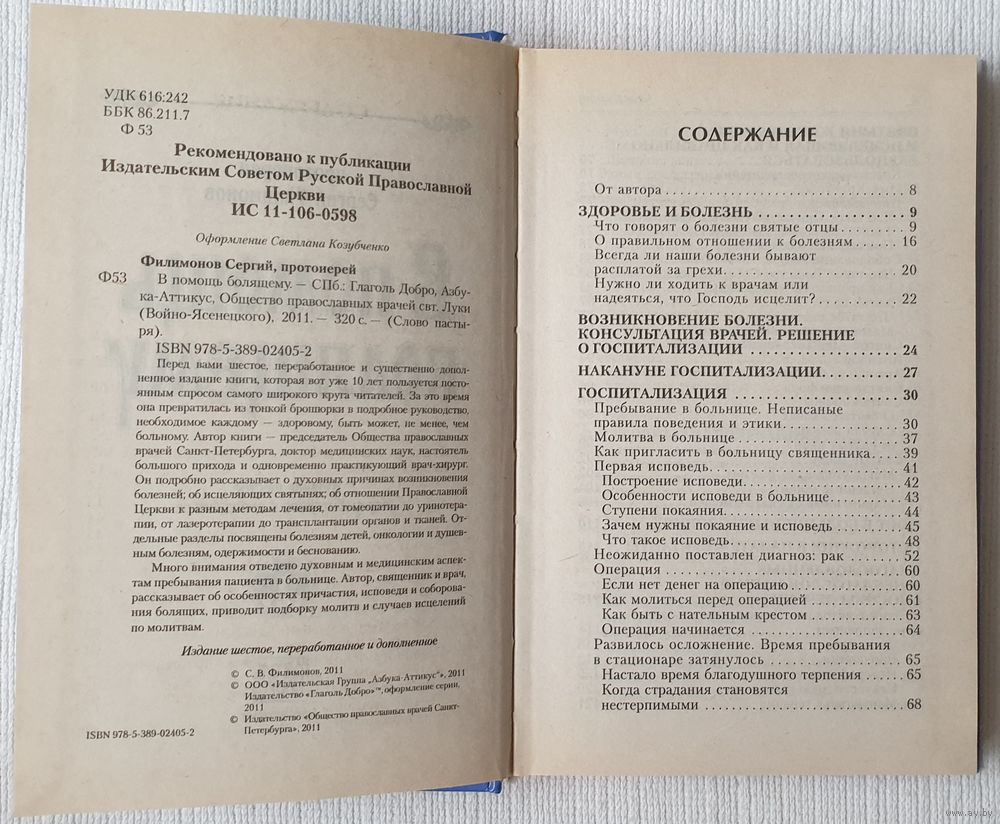 УДК 616:242
ББК 86.211.7
Ф 53
Рекомендовано к публикации
Издательским Советом Русской Православной
Церкви
ИС 11-106-0598
Оформление Светлана Козубченко
Филимонов Сергий, протоиерей
Ф53
В помощь болящему. — СПб.: Глаголь Добро, Азбу-
ка-Аттикус, Общество православных врачей свт. Луки
(Войно-Ясенецкого), 2011. — 320 с. — (Слово пасты-
ря).
ISBN 978-5-389-02405-2
Перед вами шестое, переработанное и существенно допол-
ненное издание книги, которая вот уже 10 лет пользуется посто-
янным спросом самого широкого круга читателей. За это время
она превратилась из тонкой брошюрки в подробное руководство,
необходимое каждому — здоровому, быть может, не менее, чем
больному. Автор книги — председатель Общества православных
врачей Санкт-Петербурга, доктор медицинских наук, настоятель
большого прихода и одновременно практикующий врач-хирург.
Он подробно рассказывает о духовных причинах возникновения
болезней; об исцеляющих святынях; об отношении Православной
Церкви к разным методам лечения, от гомеопатии до уринотера-
пии, от лазеротерапии до трансплантации органов и тканей. От-
дельные разделы посвящены болезням детей, онкологии и душев-
ным болезням, одержимости и беснованию.
Много внимания отведено духовным и медицинским аспек-
там пребывания пациента в больнице. Автор, священник и врач,
рассказывает об особенностях причастия, исповеди и соборова-
ния болящих, приводит подборку молитв и случаев исцелений
по молитвам.
Издание шестое, переработанное и дополненное
© С. В. Филимонов, 2011
© ООО «Издательская Группа „Азбука-Аттикус“», 2011
Издательство «Глаголь Добро»™, оформление серии,
2011
© Издательство «Общество православных врачей Санкт-
Петербурга», 2011
ISBN 978-5-389-02405-2
СОДЕРЖАНИЕ
От автора . . . . . . . . . . 8
ЗДОРОВЬЕ И БОЛЕЗНЬ . . . . . . . . . . 9
Что говорят о болезни святые отцы . . . . . . . . . . 9
О правильном отношении к болезням . . . . . . . . . . 16
Всегда ли наши болезни бывают
расплатой за грехи. . . . . . . . . . . 20
Нужно ли ходить к врачам или
надеяться, что Господь исцелит? . . . . . . . . . . 22
ВОЗНИКНОВЕНИЕ БОЛЕЗНИ.
КОНСУЛЬТАЦИЯ ВРАЧЕЙ. РЕШЕНИЕ
О ГОСПИТАЛИЗАЦИИ . . . . . . . . . . 24
НАКАНУНЕ ГОСПИТАЛИЗАЦИИ. . . . . . . . . . . 27
ГОСПИТАЛИЗАЦИЯ . . . . . . . . . . 30
Пребывание в больнице. Неписаные
правила поведения и этики. . . . . . . . . . . 30
Молитва в больнице . . . . . . . . . . 37
Как пригласить в больницу священника. . . . 39
Первая исповедь. . . . . . . . . . . 41
Построение исповеди. . . . . . . . . . . 42
Особенности исповеди в больнице. . . . . . . . . . . 43
Ступени покаяния. . . . . . . . . . . 44
Зачем нужны покаяние и исповедь . . . . . . . . . . 45
Что такое исповедь. . . . . . . . . . . 48
Неожиданно поставлен диагноз: рак . . . . . . . . . . 52
Операция . . . . . . . . . . 60
Если нет денег на операцию . . . . . . . . . . 60
Как молиться перед операцией . . . . . . . . . . 61
Как быть с нательным крестом . . . . . . . . . . 63
Операция начинается . . . . . . . . . . 64
Развилось осложнение. Время пребывания
в стационаре затянулось . . . . . . . . . . 65
Настало время благодушного терпения . . . . . . 65
Когда страдания становятся
нестерпимыми . . . . . . . . . . 68
www.ay.by